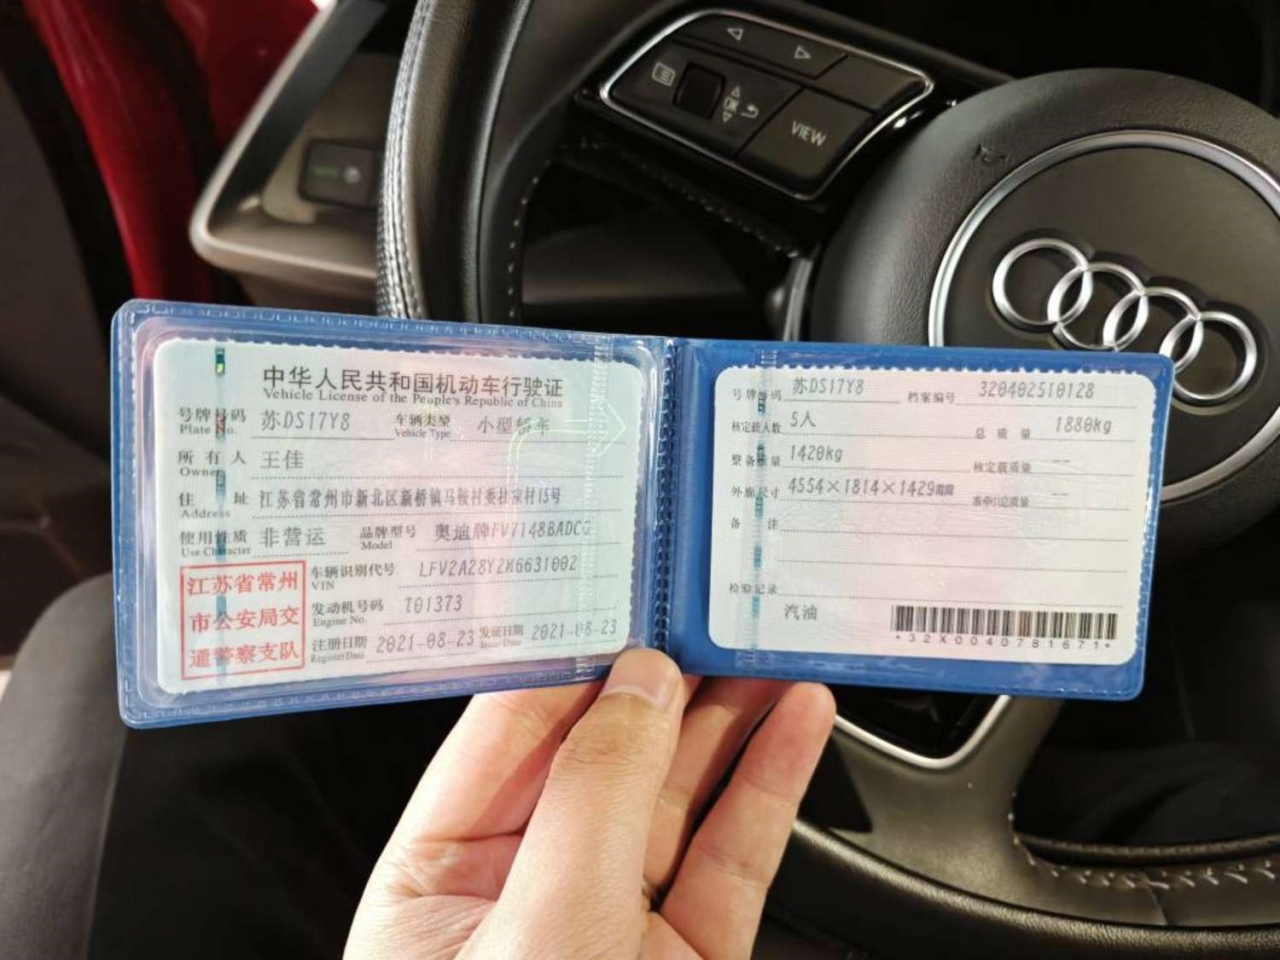 VIEW
OK
中华人民共和国机动车行驶证
Vehicle License of the People's Republic of China
号牌号码 Plate No. 苏DS17Y8 车辆类型 Vehicle Type 小型轿车
所有人 Owner 王佳
住址 Address 江苏省常州市新北区新桥镇马鞍村 村15号
使用性质 Use Character 非营运 品牌型号 Model 奥迪牌FV7148BADCG
江苏省常州
市公安局交
通警察支队
车辆识别代号 VIN LFV2A28Y2M6631002
发动机号码 Engine No. T01373
注册日期 Register Date 2021-08-23 发证日期 Issue Date 2021-08-23
号牌号码 苏DS17Y8 档案编号 320402510128
核定载人数 5人 总质量 1880kg
整备质量 1420kg 核定载质量 --
外廓尺寸 4554×1814×1429mm 准牵引总质量 --
备注
检验记录
汽油
*32X0040781671*